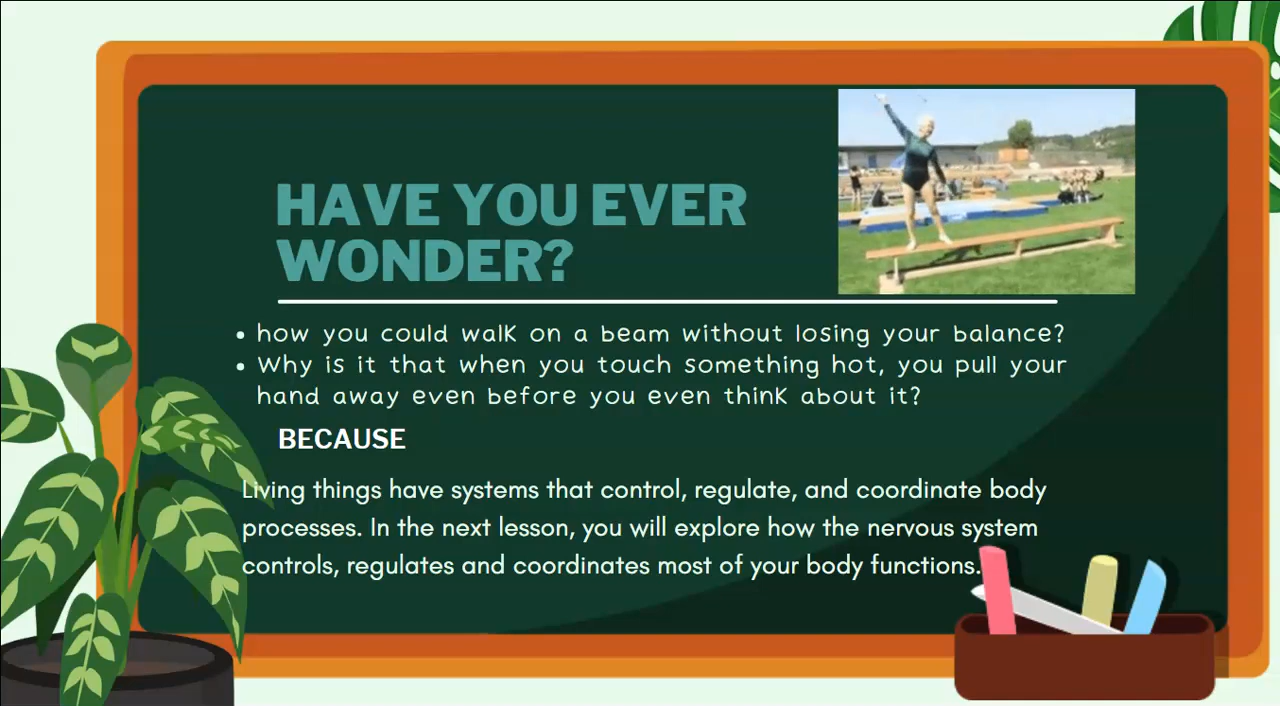 HAVE YOU EVER
WONDER?
how you could walk on a beam without losing your balance?
Why is it that when you touch something hot, you pull your
hand away even before you even think about it?
BECAUSE
Living things have systems that control, regulate, and coordinate body
processes. In the next lesson, you will explore how the nervous system
controls, regulates and coordinates most of your body functions.